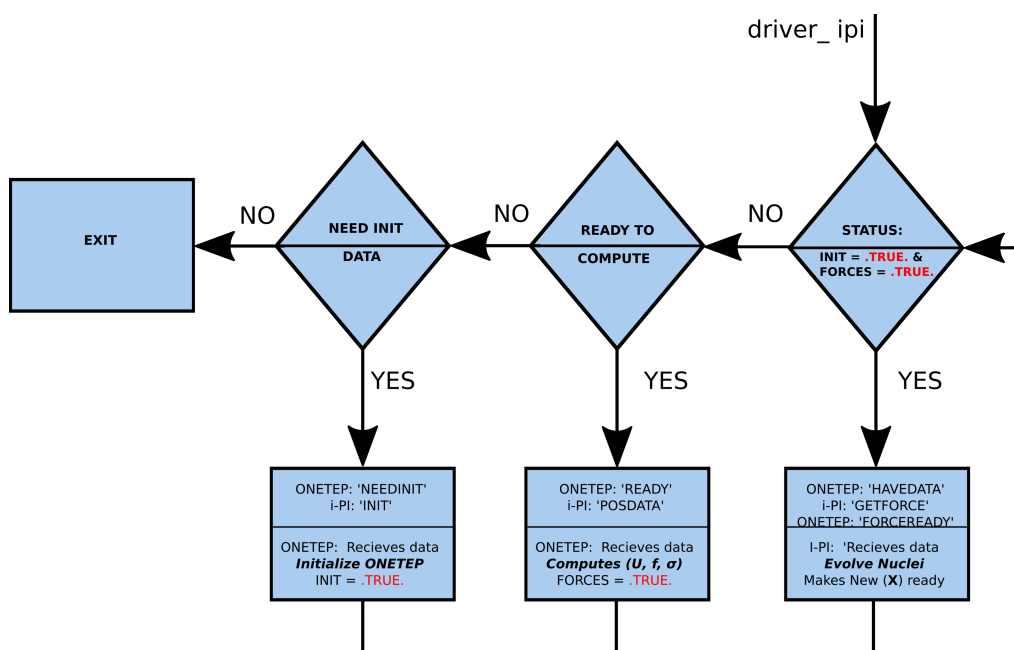 driver_ ipi
NO
NO
NO
EXIT
NEED INIT
DATA
READY TO
COMPUTE
STATUS:
INIT = .TRUE. &
FORCES = .TRUE.
YES
YES
YES
ONETEP: 'NEEDINIT'
i-PI: 'INIT'
ONETEP:  Recieves data
Initialize ONETEP
INIT = .TRUE.
ONETEP: 'READY'
i-PI: 'POSDATA'
ONETEP:  Recieves data
Computes (U, f, σ)
FORCES = .TRUE.
ONETEP: 'HAVEDATA'
i-PI: 'GETFORCE'
ONETEP: 'FORCEREADY'
I-PI:  'Recieves data
Evolve Nuclei
Makes New (X) ready